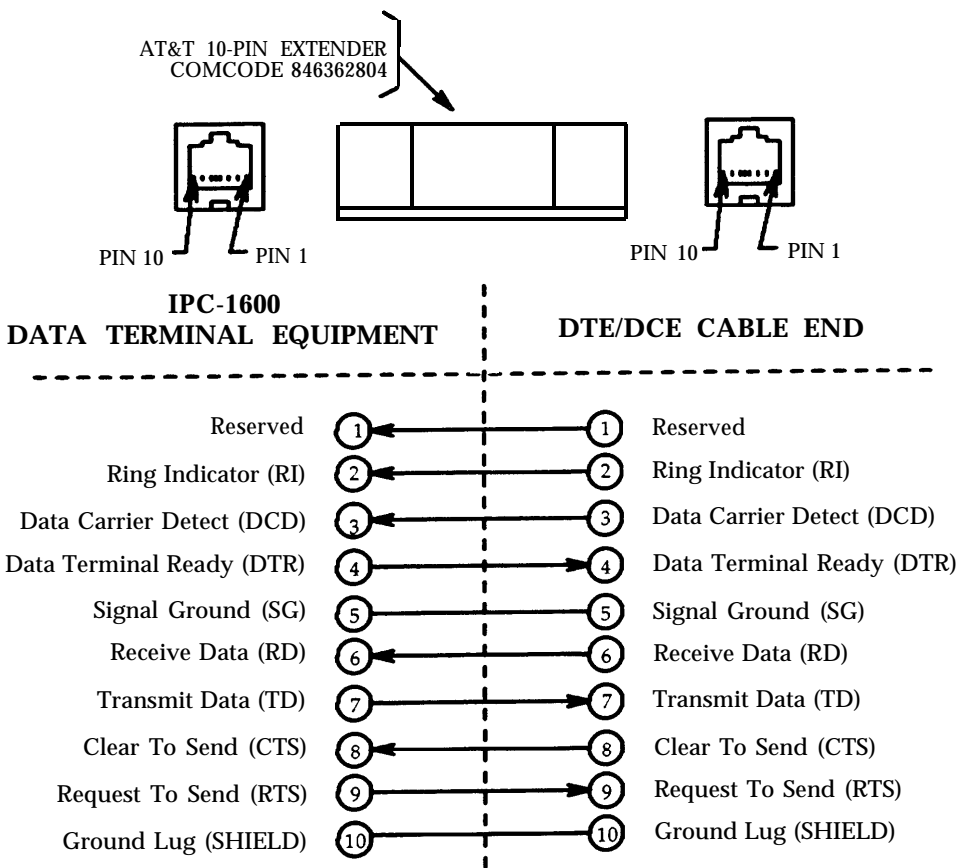 AT&T 10-PIN EXTENDER
COMCODE 846362804
PIN 10
PIN 1
PIN 10
PIN 1
IPC-1600
DATA TERMINAL EQUIPMENT
DTE/DCE CABLE END
Reserved 1 1 Reserved
Ring Indicator (RI) 2 2 Ring Indicator (RI)
Data Carrier Detect (DCD) 3 3 Data Carrier Detect (DCD)
Data Terminal Ready (DTR) 4 4 Data Terminal Ready (DTR)
Signal Ground (SG) 5 5 Signal Ground (SG)
Receive Data (RD) 6 6 Receive Data (RD)
Transmit Data (TD) 7 7 Transmit Data (TD)
Clear To Send (CTS) 8 8 Clear To Send (CTS)
Request To Send (RTS) 9 9 Request To Send (RTS)
Ground Lug (SHIELD) 10 10 Ground Lug (SHIELD)